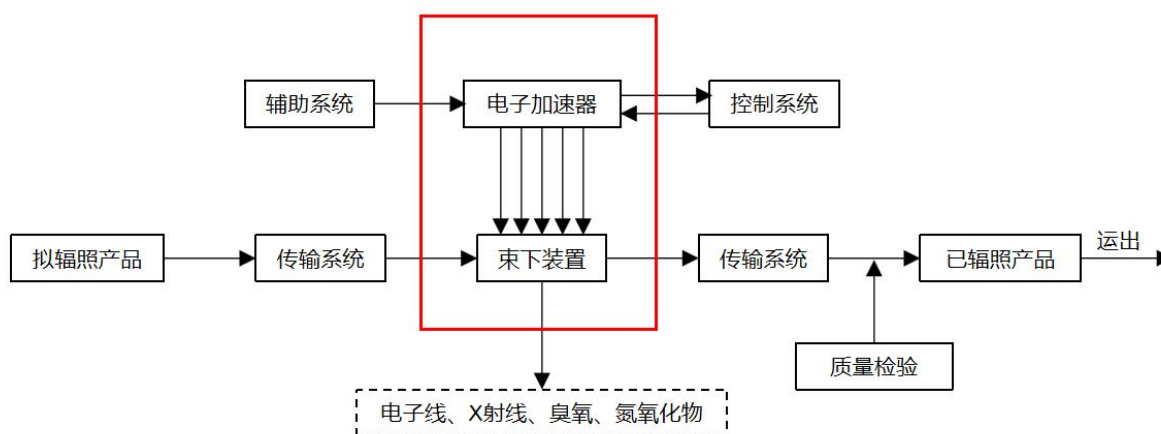 辅助系统
电子加速器
控制系统
拟辐照产品
传输系统
束下装置
传输系统
已辐照产品
运出
质量检验
电子线、X射线、臭氧、氮氧化物